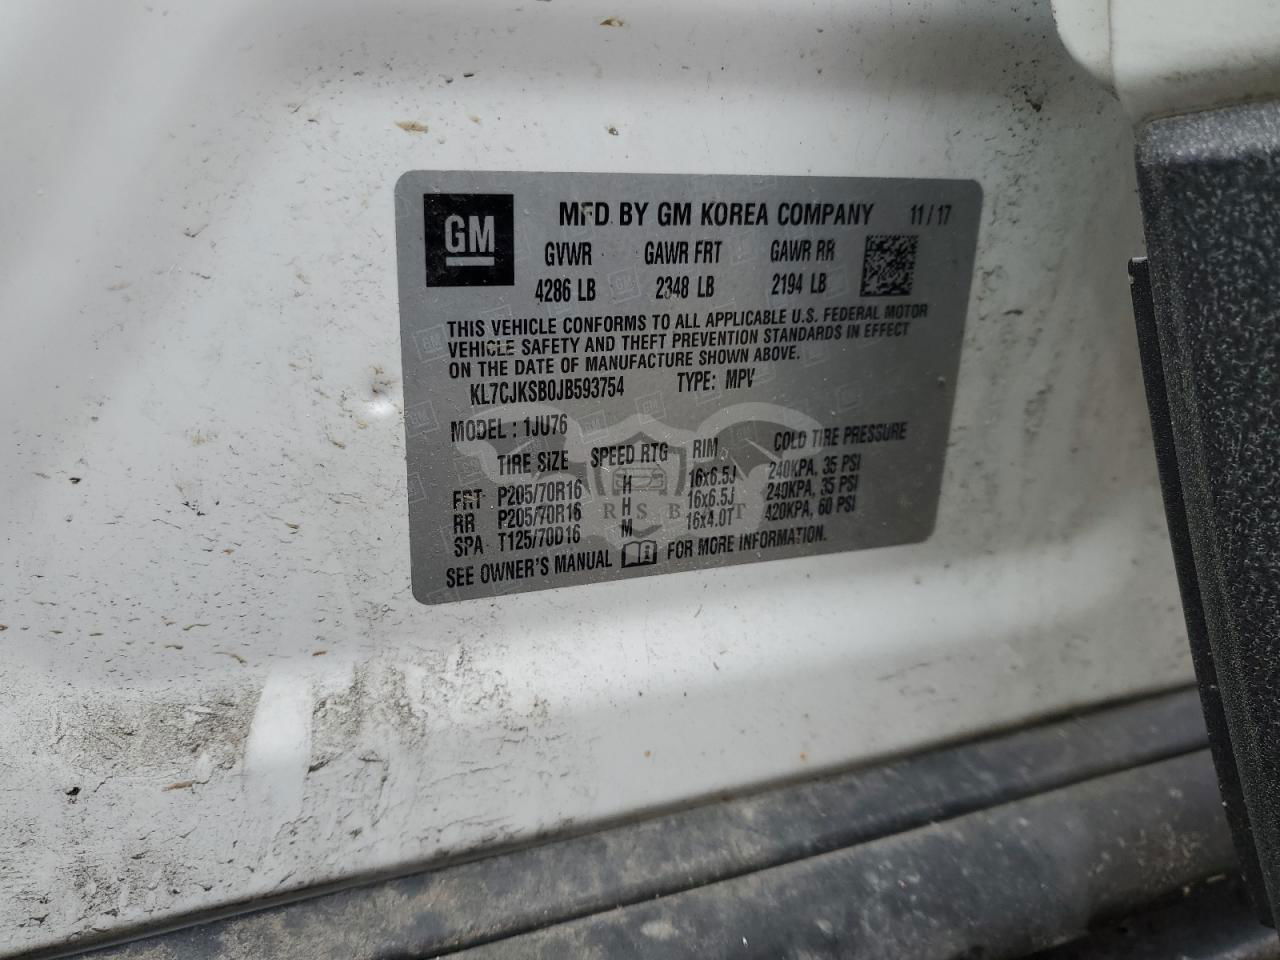 GM MFD BY GM KOREA COMPANY 11/17
GVWR GAWR FRT GAWR RR
4286 LB 2348 LB 2194 LB
THIS VEHICLE CONFORMS TO ALL APPLICABLE U.S. FEDERAL MOTOR
VEHICLE SAFETY AND THEFT PREVENTION STANDARDS IN EFFECT
ON THE DATE OF MANUFACTURE SHOWN ABOVE.
KL7CJKSB0JB593754 TYPE: MPV
MODEL : 1JU76
TIRE SIZE SPEED RTG RIM COLD TIRE PRESSURE
FRT P205/70R16 H 16x6.5J 240KPA, 35 PSI
RR P205/70R16 H 16x6.5J 240KPA, 35 PSI
SPA T125/70D16 M 16x4.0T 420KPA, 60 PSI
SEE OWNER'S MANUAL FOR MORE INFORMATION.